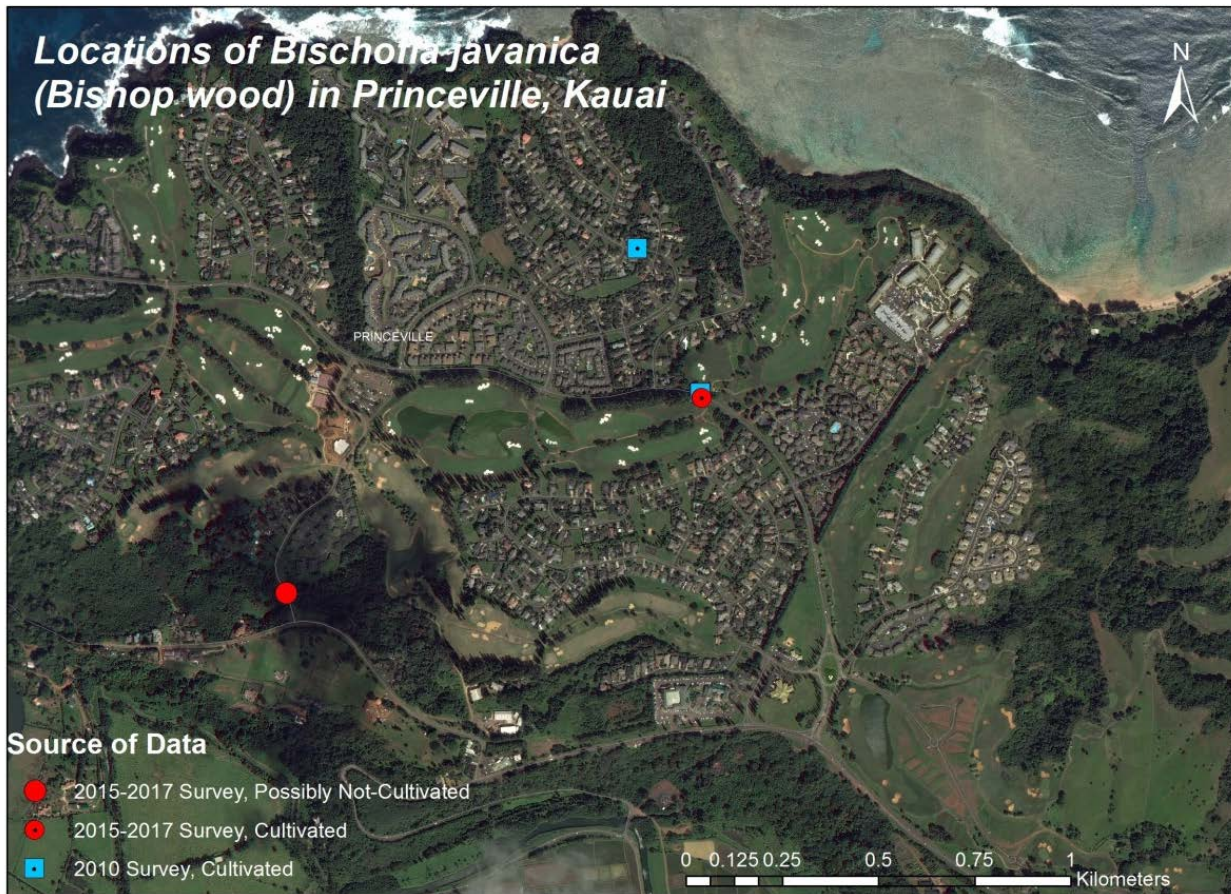 Locations of Bischofia javanica
(Bishop wood) in Princeville, Kauai
N
PRINCEVILLE
Source of Data
2015-2017 Survey, Possibly Not-Cultivated
2015-2017 Survey, Cultivated
2010 Survey, Cultivated
0 0.125 0.25 0.5 0.75 1
Kilometers